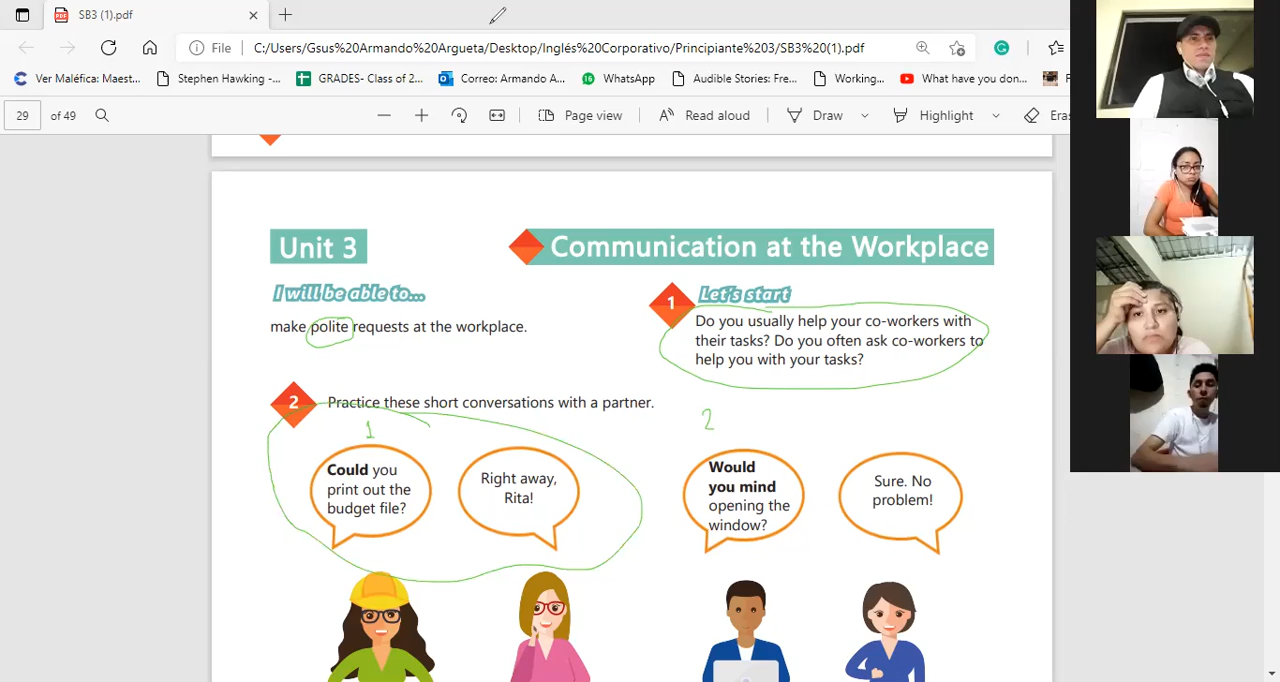 SB3 (1).pdf
File
C:/Users/Gsus%20Armando%20Argueta/Desktop/Inglés%20Corporativo/Principiante%203/SB3%20(1).pdf
Ver Maléfica: Maest...
Stephen Hawking -...
GRADES- Class of 2...
Correo: Armando A...
16
WhatsApp
Audible Stories: Fre...
Working...
What have you don...
29 of 49
Page view
Read aloud
Draw
Highlight
Eras
Unit 3
Communication at the Workplace
I will be able to...
make polite requests at the workplace.
1
Let's start
Do you usually help your co-workers with
their tasks? Do you often ask co-workers to
help you with your tasks?
2
Practice these short conversations with a partner.
1
2
Could you
print out the
budget file?
Right away,
Rita!
Would
you mind
opening the
window?
Sure. No
problem!